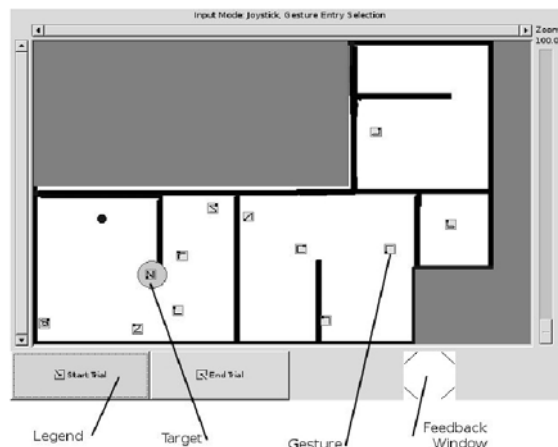 Input Mode: Joystick, Gesture Entry Selection
Zoom
100.0
Start Trial
End Trial
Legend
Target
Gesture
Feedback
Window